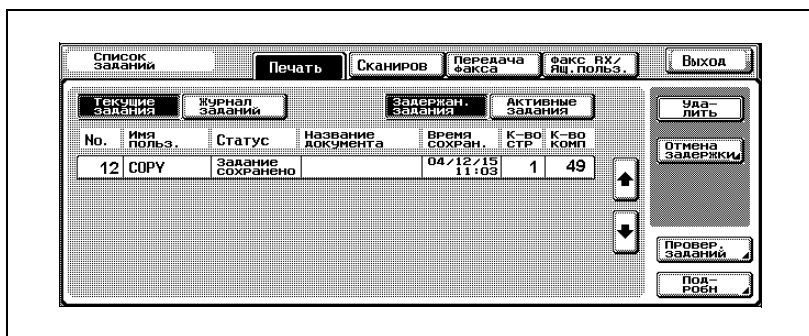 Список заданий
Печать
Сканиров
Передача факса
Факс RX/ Ящ.польз.
Выход
Текущие задания
Журнал заданий
Задержан. задания
Активные задания
Уда- лить
No. Имя польз. Статус Название документа Время сохран. К-во стр К-во комп
12 COPY Задание сохранено 04/12/15 11:03 1 49
Отмена задержки
Провер. заданий
Под- робн